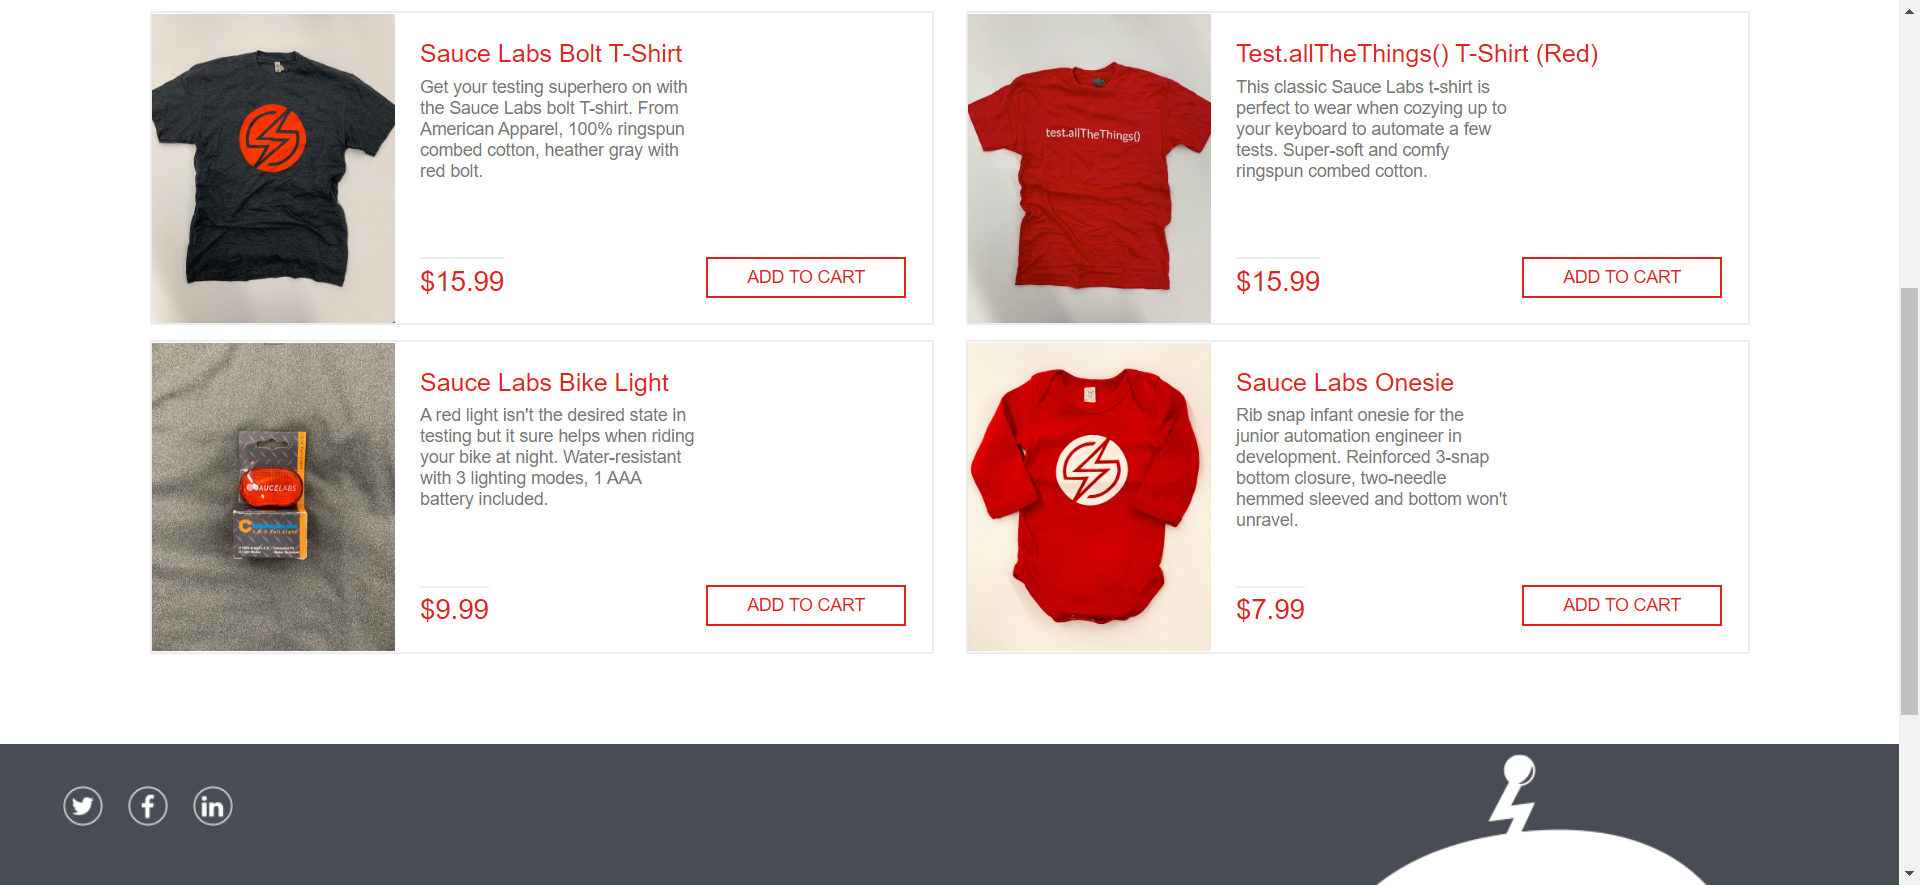 Sauce Labs Bolt T-Shirt
Get your testing superhero on with
the Sauce Labs bolt T-shirt. From
American Apparel, 100% ringspun
combed cotton, heather gray with
red bolt.
$15.99
ADD TO CART
test.allTheThings()
Test.allTheThings() T-Shirt (Red)
This classic Sauce Labs t-shirt is
perfect to wear when cozying up to
your keyboard to automate a few
tests. Super-soft and comfy
ringspun combed cotton.
$15.99
ADD TO CART
SAUCELABS
Sauce Labs Bike Light
A red light isn't the desired state in
testing but it sure helps when riding
your bike at night. Water-resistant
with 3 lighting modes, 1 AAA
battery included.
$9.99
ADD TO CART
Sauce Labs Onesie
Rib snap infant onesie for the
junior automation engineer in
development. Reinforced 3-snap
bottom closure, two-needle
hemmed sleeved and bottom won't
unravel.
$7.99
ADD TO CART